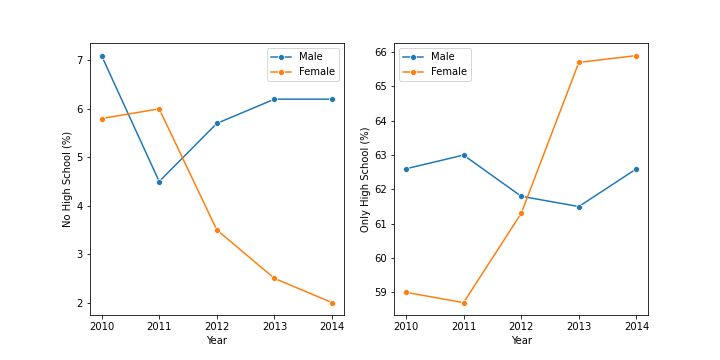 Male
Female
7
6
5
4
3
2
No High School (%)
2010 2011 2012 2013 2014
Year
Male
Female
66
65
64
63
62
61
60
59
Only High School (%)
2010 2011 2012 2013 2014
Year